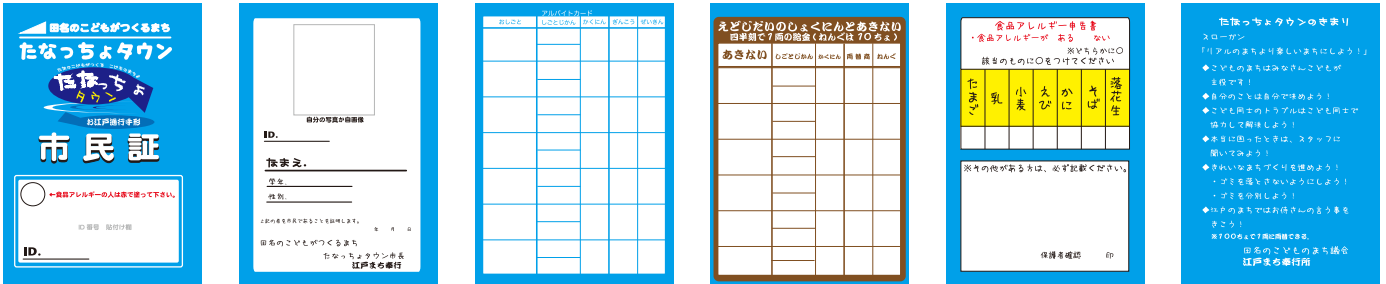 田名のこどもがつくるまち
たなっちょタウン
たなのこどもがつくる こどものまち
たなっちょ
タウン
お江戸通行手形
市民証
←食品アレルギーの人は赤で塗って下さい。
ID番号 貼付け欄
ID.
自分の写真か自画像
ID.
なまえ.
学年.
性別.
上記の者を市民であることを証明します。
年 月 日
田名のこどもがつくるまち
たなっちょタウン市長
江戸まち奉行
アルバイトカード
おしごと しごとじかん かくにん ぎんこう ぜいきん
えどじだいのしょくにんとあきない
四半刻で1両の給金(ねんぐは10ちょ)
あきない しごとじかん かくにん 両替商 ねんぐ
食品アレルギー申告書
・食品アレルギーが ある ない
※どちらかに○
該当のものに○をつけてください
たまご 乳 小麦 えび かに そば 落花生
※その他がある方は、必ず記載ください。
保護者確認 印
たなっちょタウンのきまり
スローガン
「リアルのまちより楽しいまちにしよう!」
◆こどものまちはみなさんこどもが
主役です!
◆自分のことは自分で決めよう!
◆こども同士のトラブルはこども同士で
協力して解決しよう!
◆本当に困ったときは、スタッフに
聞いてみよう!
◆きれいなまちづくりを進めよう!
・ゴミを落とさないようにしよう!
・ゴミを分別しよう!
◆江戸のまちではお侍さんの言う事を
きこう!
※100ちょで1両に両替できる。
田名のこどものまち議会
江戸まち奉行所